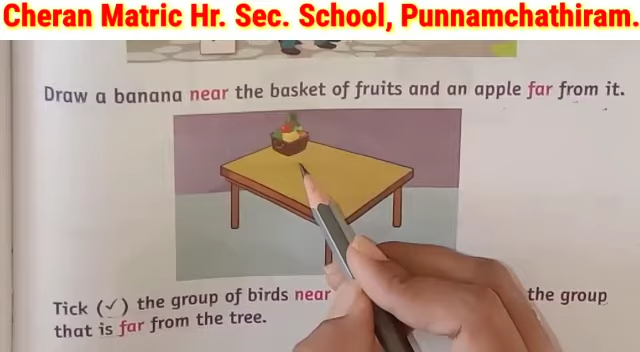 Cheran Matric Hr. Sec. School, Punnamchathiram.
Draw a banana near the basket of fruits and an apple far from it.
Tick (✓) the group of birds near the group
that is far from the tree.